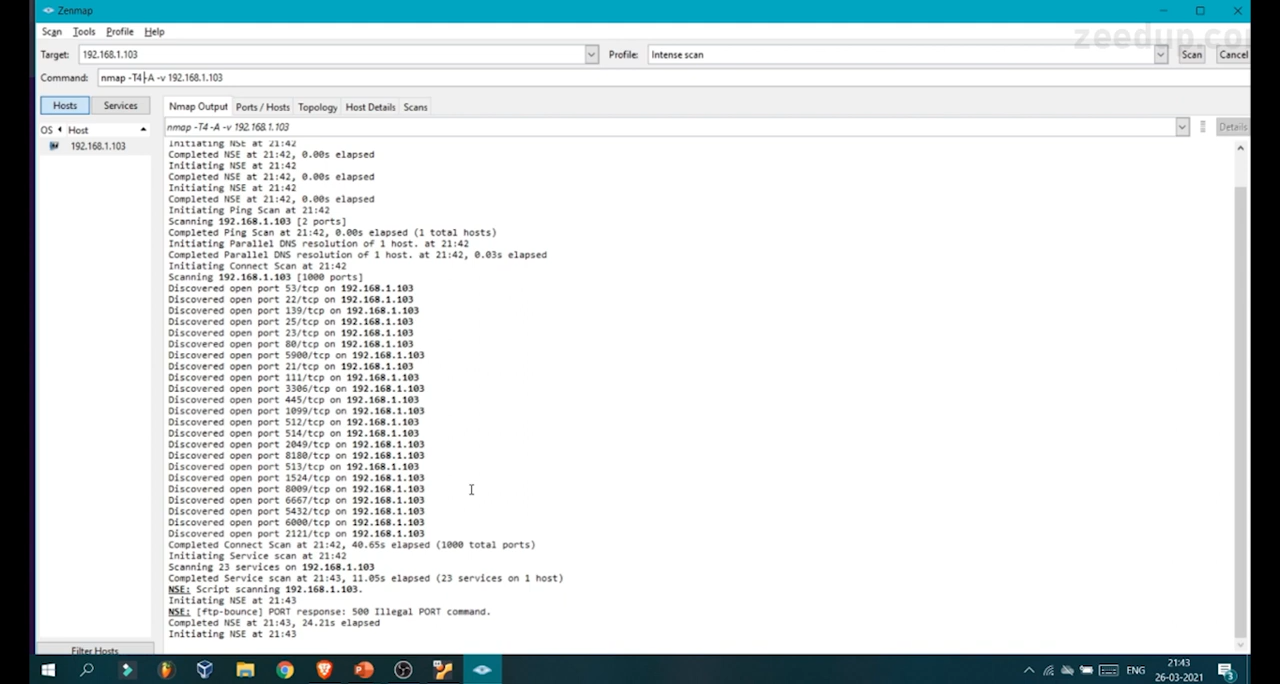 Zenmap
zeedup.co
Scan Tools Profile Help
Target: 192.168.1.103 Profile: Intense scan Scan Cancel
Command: nmap -T4 -A -v 192.168.1.103
Hosts Services Nmap Output Ports / Hosts Topology Host Details Scans
OS Host
nmap -T4 -A -v 192.168.1.103 Details
192.168.1.103
Initiating NSE at 21:42
Completed NSE at 21:42, 0.00s elapsed
Initiating NSE at 21:42
Completed NSE at 21:42, 0.00s elapsed
Initiating NSE at 21:42
Completed NSE at 21:42, 0.00s elapsed
Initiating Ping Scan at 21:42
Scanning 192.168.1.103 [2 ports]
Completed Ping Scan at 21:42, 0.00s elapsed (1 total hosts)
Initiating Parallel DNS resolution of 1 host. at 21:42
Completed Parallel DNS resolution of 1 host. at 21:42, 0.03s elapsed
Initiating Connect Scan at 21:42
Scanning 192.168.1.103 [1000 ports]
Discovered open port 53/tcp on 192.168.1.103
Discovered open port 22/tcp on 192.168.1.103
Discovered open port 139/tcp on 192.168.1.103
Discovered open port 25/tcp on 192.168.1.103
Discovered open port 23/tcp on 192.168.1.103
Discovered open port 80/tcp on 192.168.1.103
Discovered open port 5900/tcp on 192.168.1.103
Discovered open port 21/tcp on 192.168.1.103
Discovered open port 111/tcp on 192.168.1.103
Discovered open port 3306/tcp on 192.168.1.103
Discovered open port 445/tcp on 192.168.1.103
Discovered open port 1099/tcp on 192.168.1.103
Discovered open port 512/tcp on 192.168.1.103
Discovered open port 514/tcp on 192.168.1.103
Discovered open port 2049/tcp on 192.168.1.103
Discovered open port 8180/tcp on 192.168.1.103
Discovered open port 513/tcp on 192.168.1.103
Discovered open port 1524/tcp on 192.168.1.103
Discovered open port 8009/tcp on 192.168.1.103
Discovered open port 6667/tcp on 192.168.1.103
Discovered open port 5432/tcp on 192.168.1.103
Discovered open port 6000/tcp on 192.168.1.103
Discovered open port 2121/tcp on 192.168.1.103
Completed Connect Scan at 21:42, 40.65s elapsed (1000 total ports)
Initiating Service scan at 21:42
Scanning 23 services on 192.168.1.103
Completed Service scan at 21:43, 11.05s elapsed (23 services on 1 host)
NSE: Script scanning 192.168.1.103.
Initiating NSE at 21:43
NSE: [ftp-bounce] PORT response: 500 Illegal PORT command.
Completed NSE at 21:43, 24.21s elapsed
Initiating NSE at 21:43
Filter Hosts
ENG
21:43
26-03-2021
3